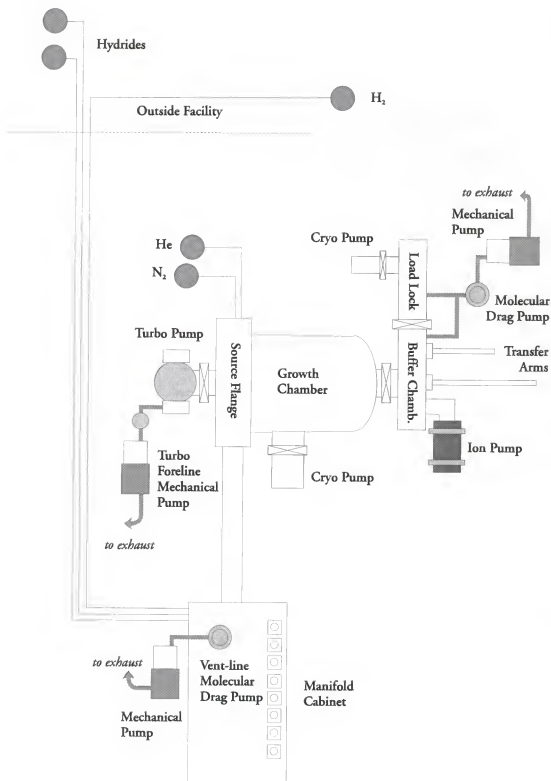 Hydrides
Outside Facility
H₂
to exhaust
Mechanical
Pump
He
Cryo Pump
Load Lock
N₂
Molecular
Drag Pump
Turbo Pump
Source Flange
Growth
Chamber
Buffer Chamb.
Transfer
Arms
Turbo
Foreline
Mechanical
Pump
Cryo Pump
Ion Pump
to exhaust
to exhaust
Vent-line
Molecular
Drag Pump
Manifold
Cabinet
Mechanical
Pump